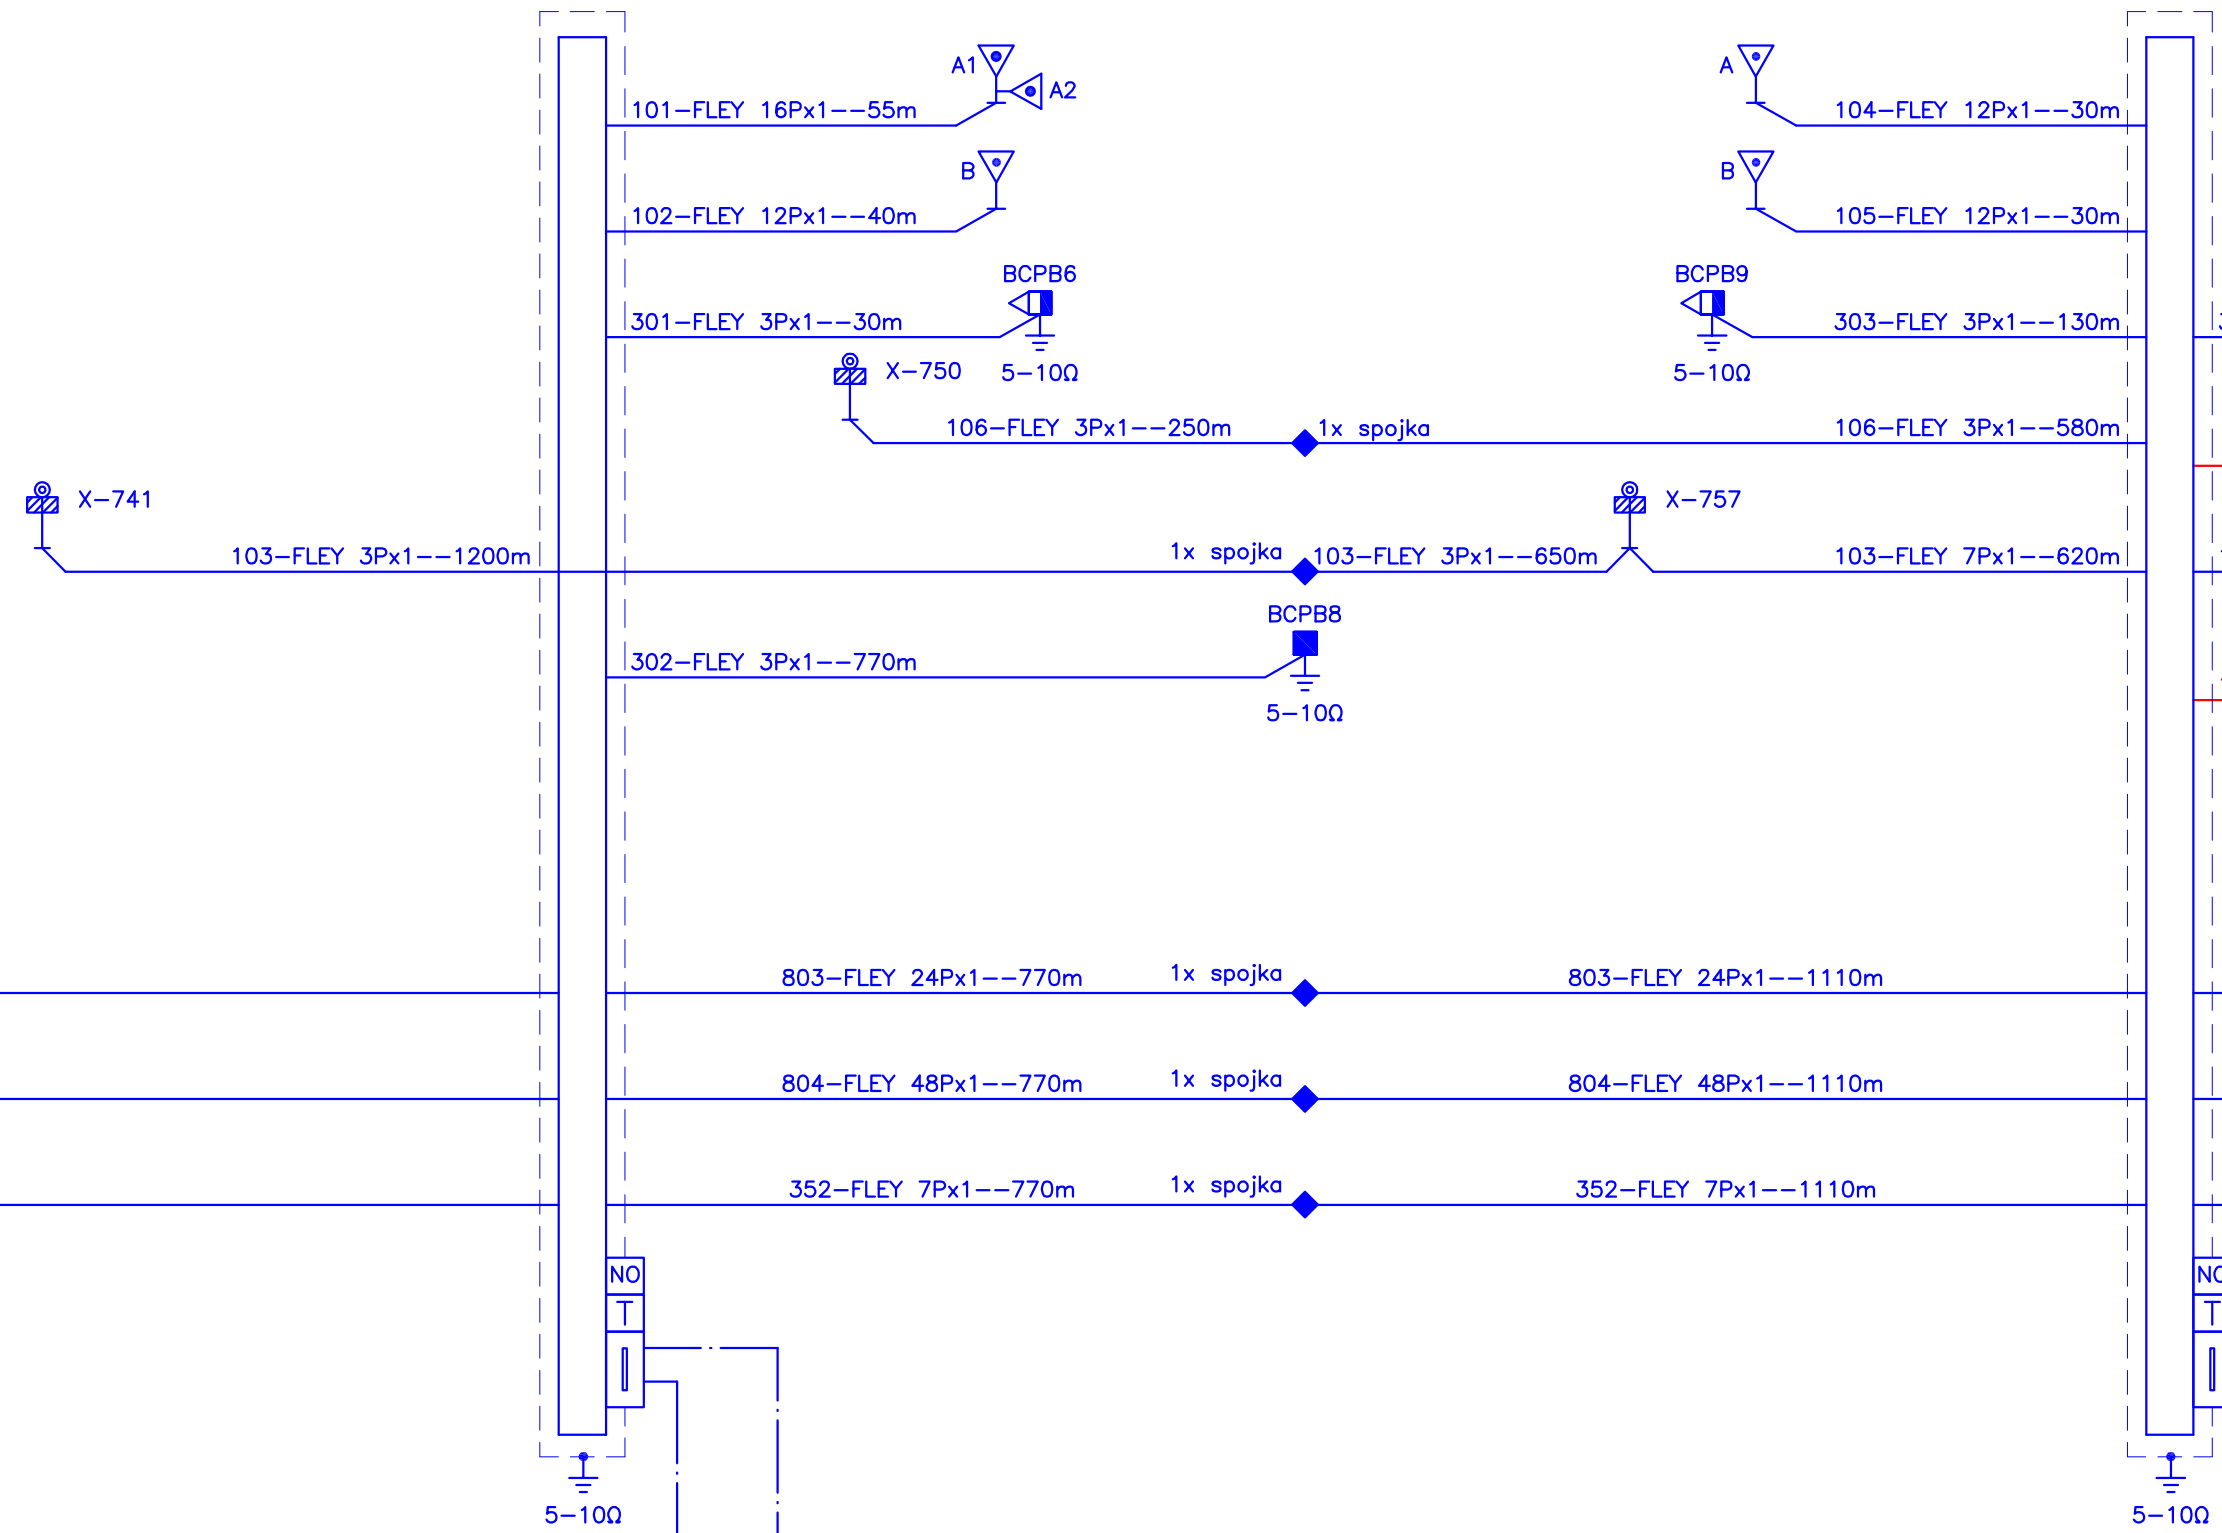 A1
A2
101-FLEY 16Px1--55m
A
104-FLEY 12Px1--30m
B
102-FLEY 12Px1--40m
B
105-FLEY 12Px1--30m
BCPB6
301-FLEY 3Px1--30m
5-10Ω
BCPB9
303-FLEY 3Px1--130m
5-10Ω
X-750
106-FLEY 3Px1--250m
1x spojka
106-FLEY 3Px1--580m
X-741
103-FLEY 3Px1--1200m
1x spojka
103-FLEY 3Px1--650m
X-757
103-FLEY 7Px1--620m
BCPB8
302-FLEY 3Px1--770m
5-10Ω
803-FLEY 24Px1--770m
1x spojka
803-FLEY 24Px1--1110m
804-FLEY 48Px1--770m
1x spojka
804-FLEY 48Px1--1110m
352-FLEY 7Px1--770m
1x spojka
352-FLEY 7Px1--1110m
NO
T
T
5-10Ω
5-10Ω